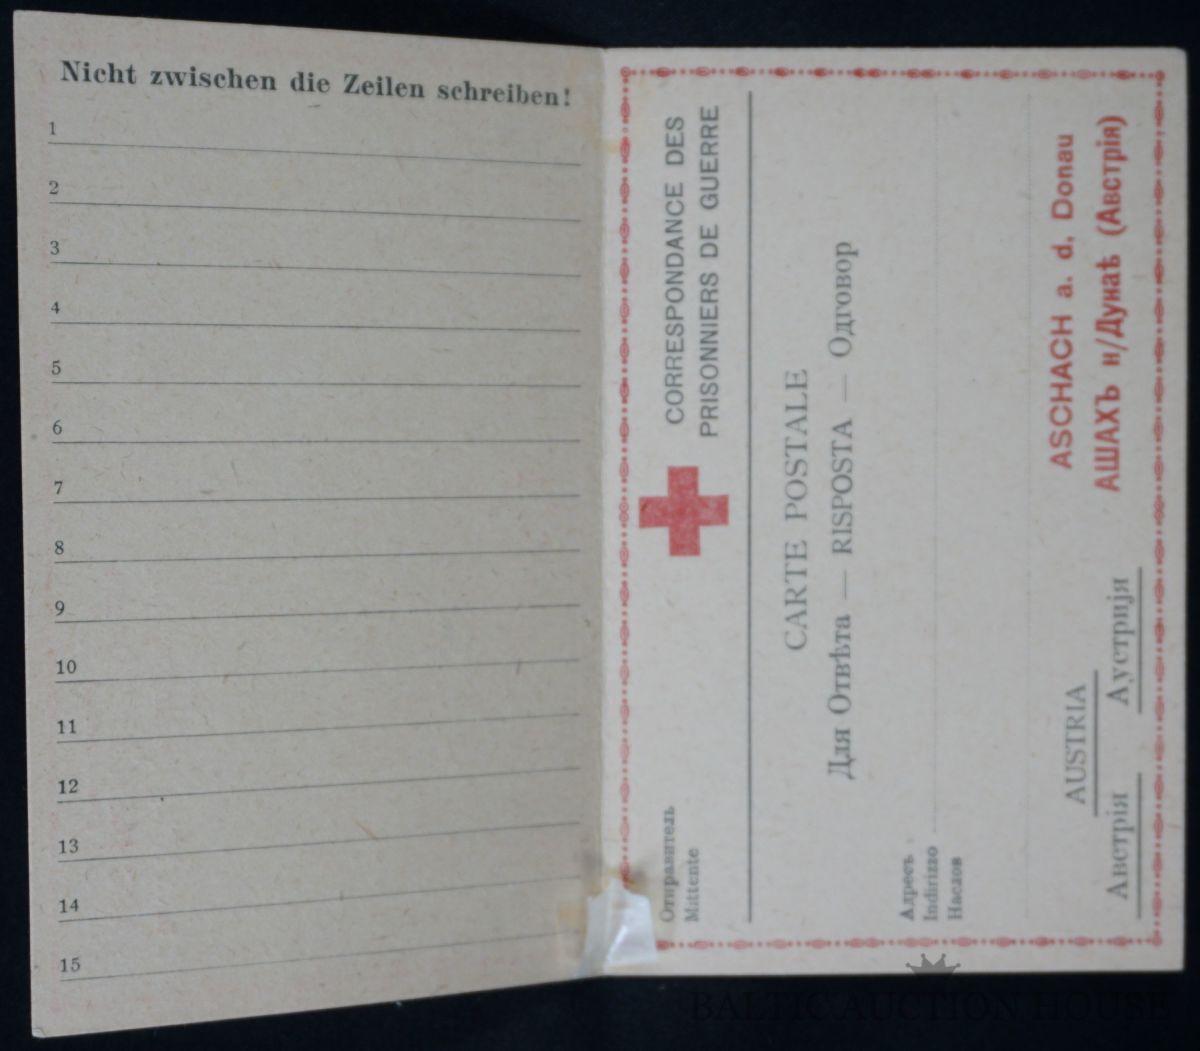 Nicht zwischen die Zeilen schreiben!
1
2
3
4
5
6
7
8
9
10
11
12
13
14
15
CORRESPONDANCE DES
PRISONNIERS DE GUERRE
Отправитель
Mittente
CARTE POSTALE
Для Отвѣта — RISPOSTA — Одговор
Адресъ
Indirizzo
Наслов
ASCHACH a. d. Donau
АШАХЪ н/Дунаѣ (Австрія)
AUSTRIA
Австрія Аустрија
BALTIC AUCTION HOUSE